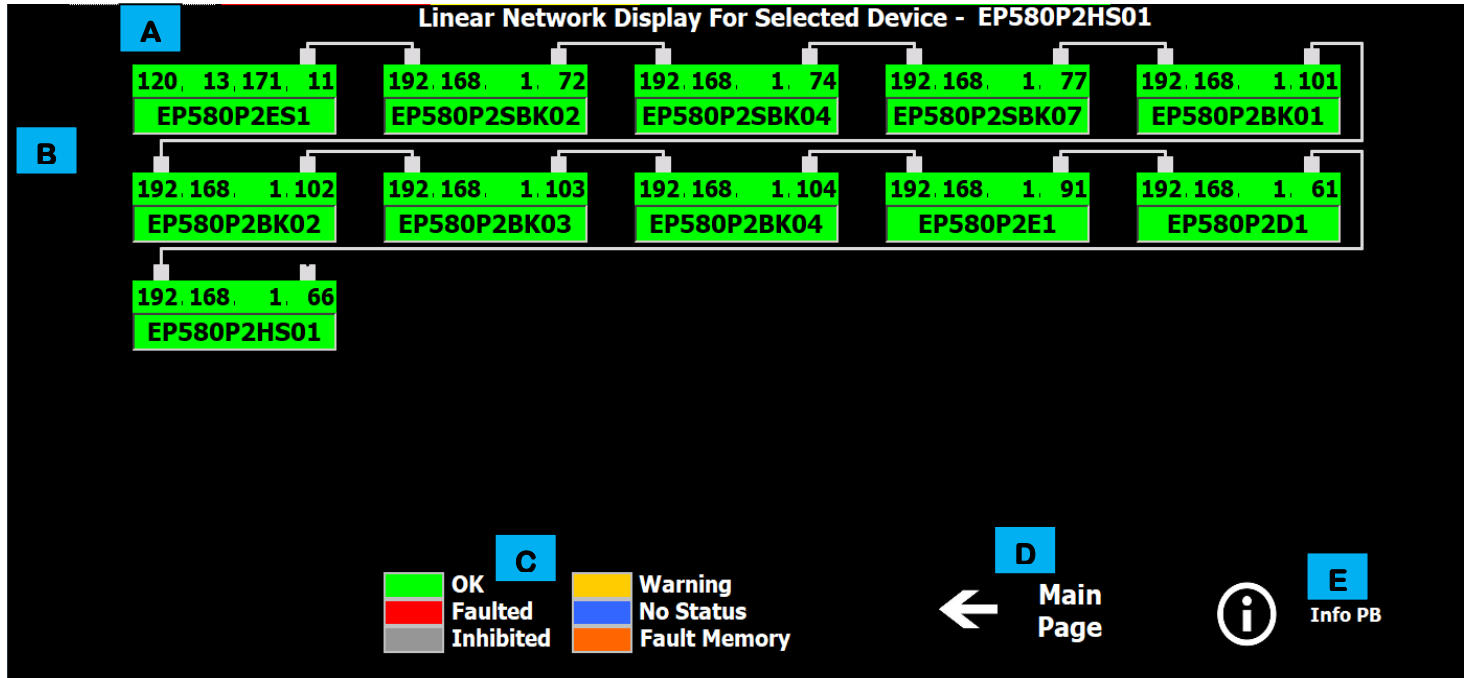 Linear Network Display For Selected Device - EP580P2HS01
A
120, 13,171, 11 192.168. 1. 72 192.168. 1. 74 192.168. 1. 77 192.168. 1.101
EP580P2ES1 EP580P2SBK02 EP580P2SBK04 EP580P2SBK07 EP580P2BK01
B
192.168. 1.102 192.168. 1.103 192.168. 1.104 192.168. 1. 91 192.168. 1. 61
EP580P2BK02 EP580P2BK03 EP580P2BK04 EP580P2E1 EP580P2D1
192.168. 1. 66
EP580P2HS01
C
OK Warning
Faulted No Status
Inhibited Fault Memory
D
Main
Page
E
i
Info PB